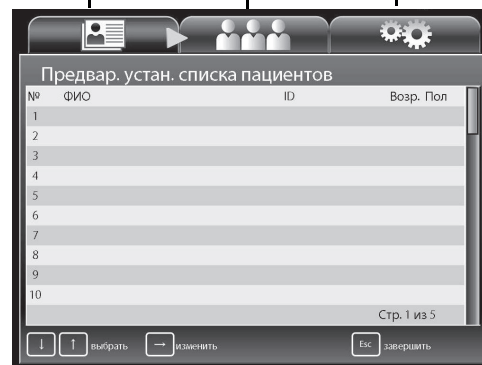 Предвар. устан. списка пациентов
№ ФИО ID Возр. Пол
1
2
3
4
5
6
7
8
9
10
Стр. 1 из 5
↓ ↑ выбрать → изменить Esc завершить